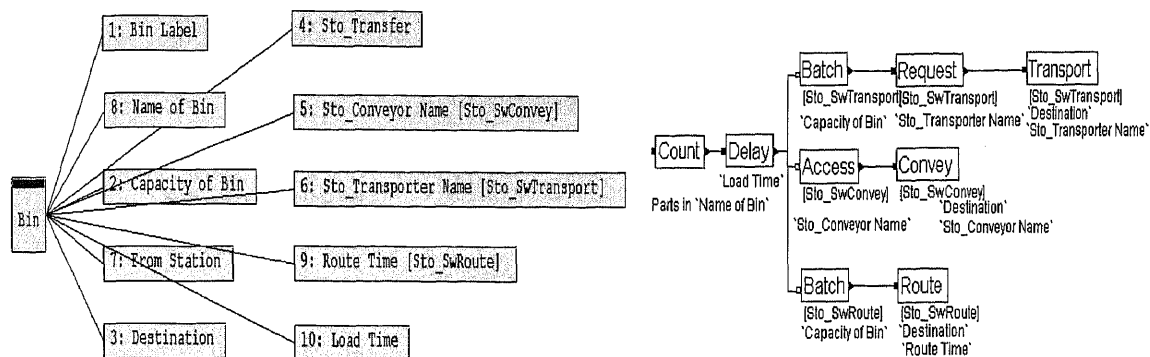 1: Bin Label
4: Sto_Transfer
8: Name of Bin
5: Sto_Conveyor Name [Sto_SwConvey]
2: Capacity of Bin
6: Sto_Transporter Name [Sto_SwTransport]
Bin
7: From Station
9: Route Time [Sto_SwRoute]
3: Destination
10: Load Time
Count
Parts in `Name of Bin`
Delay
`Load Time`
Batch
[Sto_SwTransport]
`Capacity of Bin`
Request
[Sto_SwTransport]
`Sto_Transporter Name`
Transport
[Sto_SwTransport]
`Destination`
`Sto_Transporter Name`
Access
[Sto_SwConvey]
`Sto_Conveyor Name`
Convey
[Sto_SwConvey]
`Destination`
`Sto_Conveyor Name`
Batch
[Sto_SwRoute]
`Capacity of Bin`
Route
[Sto_SwRoute]
`Destination`
`Route Time`